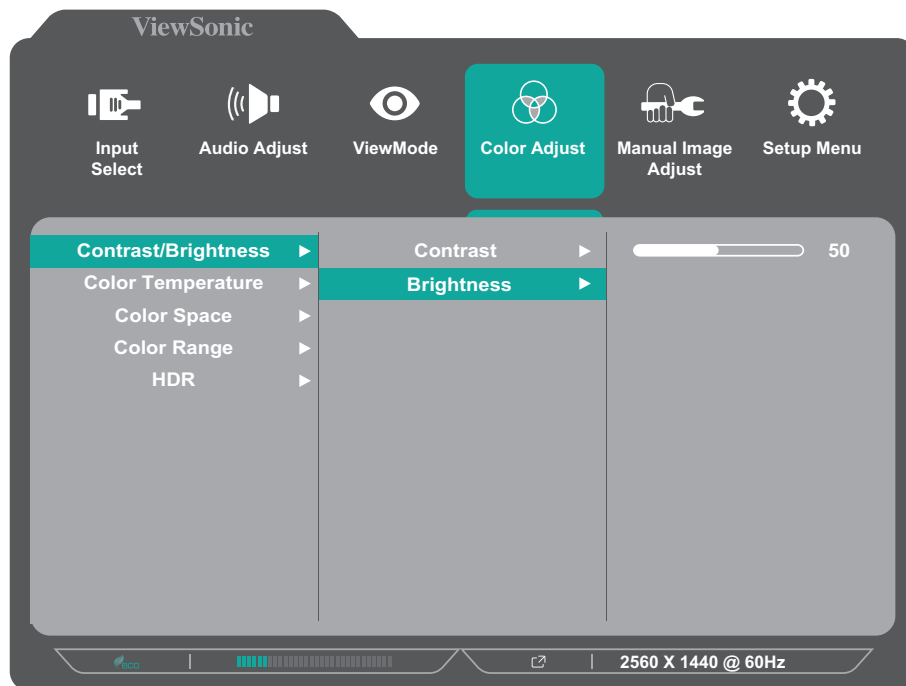 ViewSonic
Input
Select
Audio Adjust
ViewMode
Color Adjust
Manual Image
Adjust
Setup Menu
Contrast/Brightness
Contrast
50
Color Temperature
Brightness
Color Space
Color Range
HDR
eco
2560 X 1440 @ 60Hz